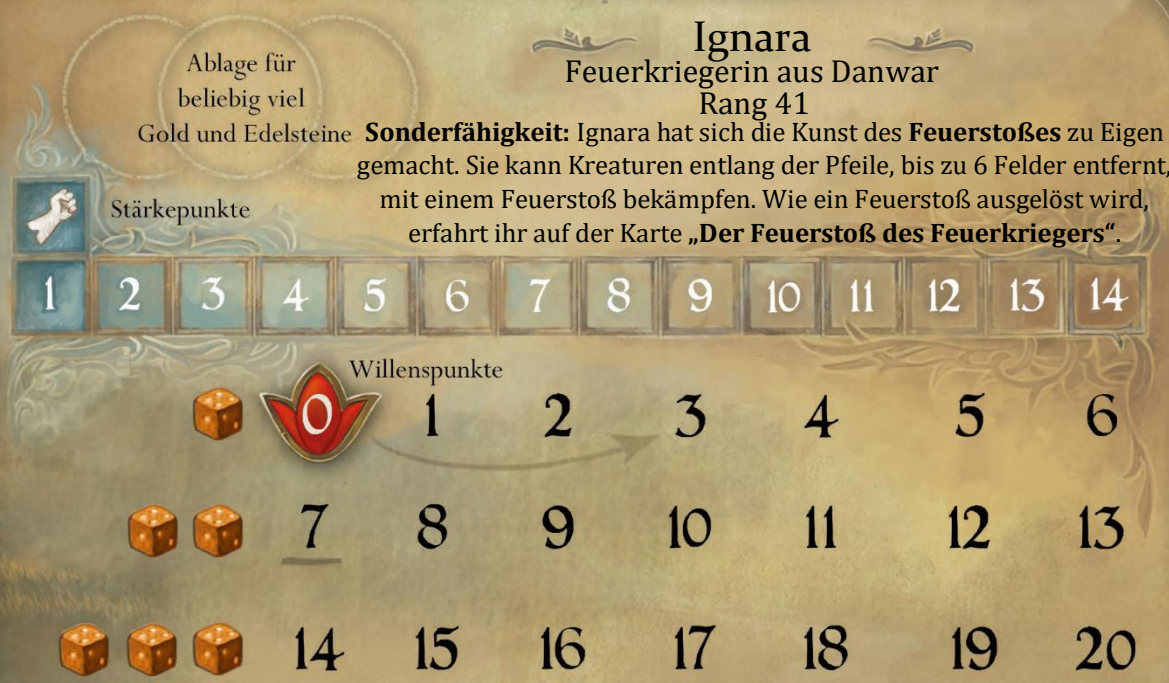 Ablage für
beliebig viel
Gold und Edelsteine
Ignara
Feuerkriegerin aus Danwar
Rang 41
Sonderfähigkeit: Ignara hat sich die Kunst des Feuerstoßes zu Eigen
gemacht. Sie kann Kreaturen entlang der Pfeile, bis zu 6 Felder entfernt,
mit einem Feuerstoß bekämpfen. Wie ein Feuerstoß ausgelöst wird,
erfahrt ihr auf der Karte „Der Feuerstoß des Feuerkriegers“.
Stärkepunkte
1 2 3 4 5 6 7 8 9 10 11 12 13 14
Willenspunkte
0 1 2 3 4 5 6
7 8 9 10 11 12 13
14 15 16 17 18 19 20